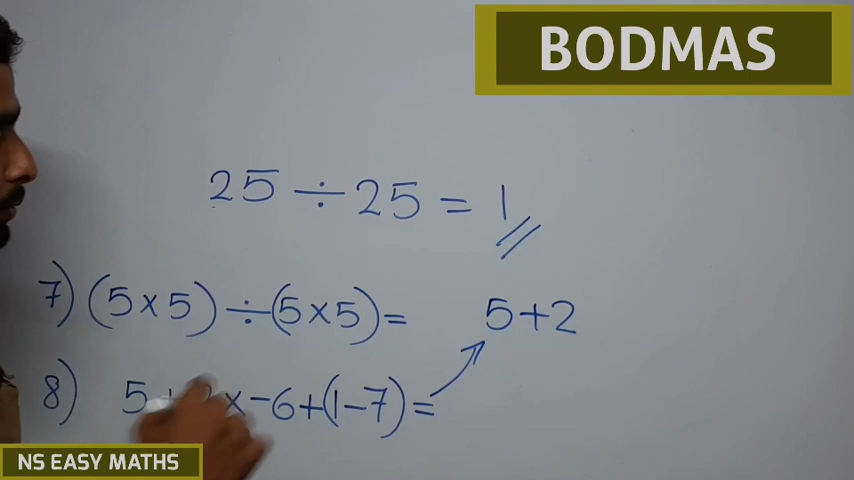 BODMAS
25 ÷ 25 = 1
7) (5×5) ÷ (5×5) = 5+2
8) 5+2×-6+(1-7) =
NS EASY MATHS